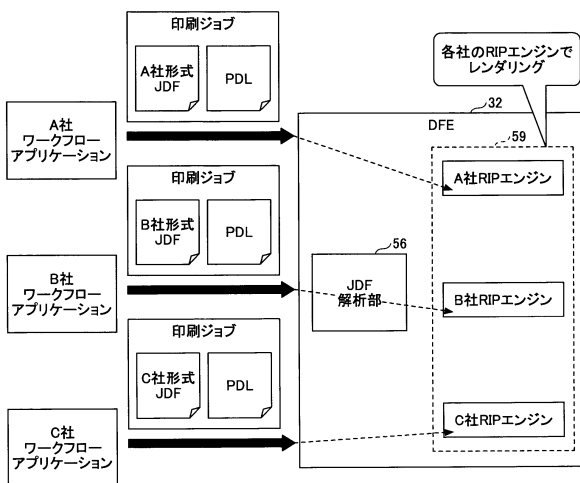 各社のRIPエンジンで
レンダリング
印刷ジョブ
A社形式
JDF
PDL
A社
ワークフロー
アプリケーション
32
DFE
59
A社RIPエンジン
印刷ジョブ
B社形式
JDF
PDL
B社
ワークフロー
アプリケーション
56
JDF
解析部
B社RIPエンジン
印刷ジョブ
C社形式
JDF
PDL
C社
ワークフロー
アプリケーション
C社RIPエンジン